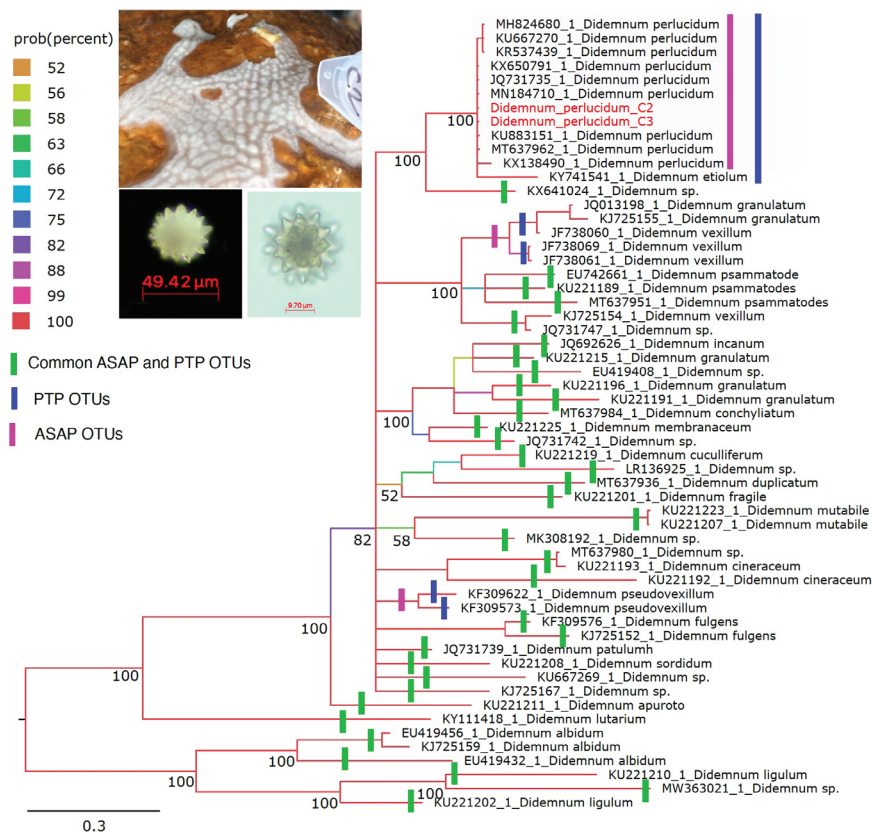 prob(percent)
52
56
58
63
66
72
75
82
88
99
100
Common ASAP and PTP OTUs
PTP OTUs
ASAP OTUs
49.42 μm
9.70 μm
MH824680_1_Didemnum perlucidum
KU667270_1_Didemnum perlucidum
KR537439_1_Didemnum perlucidum
KX650791_1_Didemnum perlucidum
JQ731735_1_Didemnum perlucidum
MN184710_1_Didemnum perlucidum
Didemnum_perlucidum_C2
Didemnum_perlucidum_C3
KU883151_1_Didemnum perlucidum
MT637962_1_Didemnum perlucidum
KX138490_1_Didemnum perlucidum
KY741541_1_Didemnum etiolum
KX641024_1_Didemnum sp.
JQ013198_1_Didemnum granulatum
KJ725155_1_Didemnum granulatum
JF738060_1_Didemnum vexillum
JF738069_1_Didemnum vexillum
JF738061_1_Didemnum vexillum
EU742661_1_Didemnum psammatode
KU221189_1_Didemnum psammatodes
MT637951_1_Didemnum psammatodes
KJ725154_1_Didemnum vexillum
JQ731747_1_Didemnum sp.
JQ692626_1_Didemnum incanum
KU221215_1_Didemnum granulatum
EU419408_1_Didemnum sp.
KU221196_1_Didemnum granulatum
KU221191_1_Didemnum granulatum
MT637984_1_Didemnum conchyliatum
KU221225_1_Didemnum membranaceum
JQ731742_1_Didemnum sp.
KU221219_1_Didemnum cuculliferum
LR136925_1_Didemnum sp.
MT637936_1_Didemnum duplicatum
KU221201_1_Didemnum fragile
KU221223_1_Didemnum mutabile
KU221207_1_Didemnum mutabile
MK308192_1_Didemnum sp.
MT637980_1_Didemnum sp.
KU221193_1_Didemnum cineraceum
KU221192_1_Didemnum cineraceum
KF309622_1_Didemnum pseudovexillum
KF309573_1_Didemnum pseudovexillum
KF309576_1_Didemnum fulgens
KJ725152_1_Didemnum fulgens
JQ731739_1_Didemnum patulumh
KU221208_1_Didemnum sordidum
KU667269_1_Didemnum sp.
KJ725167_1_Didemnum sp.
KU221211_1_Didemnum apuroto
KY111418_1_Didemnum lutarium
EU419456_1_Didemnum albidum
KJ725159_1_Didemnum albidum
EU419432_1_Didemnum albidum
KU221210_1_Didemnum ligulum
MW363021_1_Didemnum sp.
KU221202_1_Didemnum ligulum
100
100
100
100
52
82
58
100
100
100
100
100
100
0.3